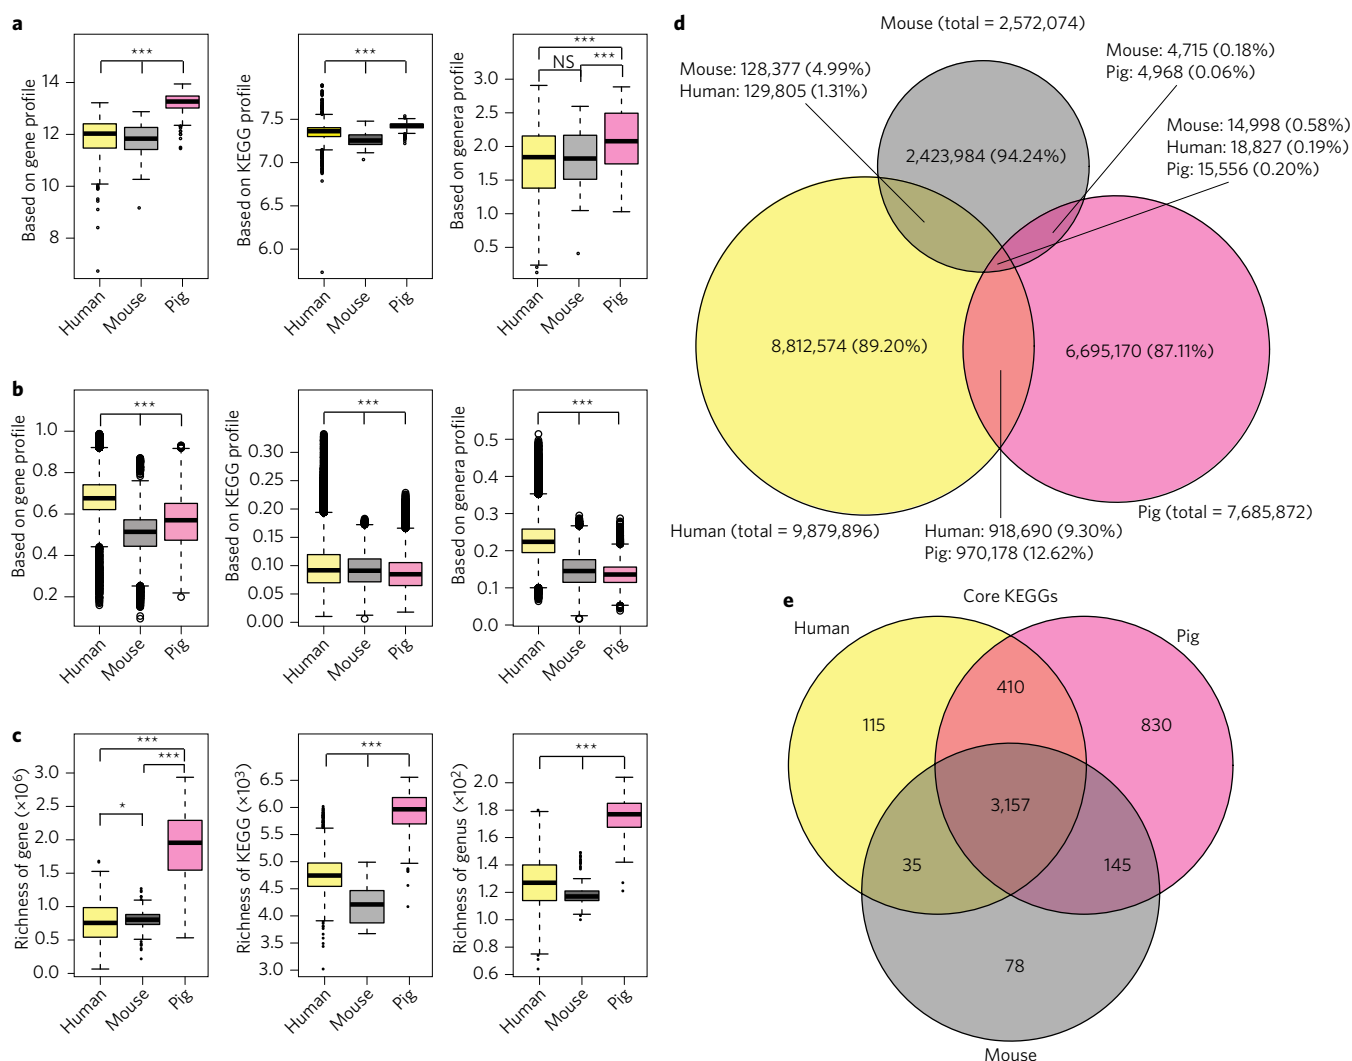 a
Based on gene profile
14
12
10
8
***
Human
Mouse
Pig
Based on KEGG profile
7.5
7.0
6.5
6.0
***
Human
Mouse
Pig
Based on genera profile
3.0
2.5
2.0
1.5
1.0
0.5
***
NS
***
Human
Mouse
Pig
b
Based on gene profile
1.0
0.8
0.6
0.4
0.2
***
Human
Mouse
Pig
Based on KEGG profile
0.30
0.25
0.20
0.15
0.10
0.05
0.00
***
Human
Mouse
Pig
Based on genera profile
0.5
0.4
0.3
0.2
0.1
0.0
***
Human
Mouse
Pig
c
Richness of gene (×10⁶)
3.0
2.5
2.0
1.5
1.0
0.5
0.0
***
***
*
Human
Mouse
Pig
Richness of KEGG (×10³)
6.5
6.0
5.5
5.0
4.5
4.0
3.5
3.0
***
Human
Mouse
Pig
Richness of genus (×10²)
2.0
1.8
1.6
1.4
1.2
1.0
0.8
0.6
***
Human
Mouse
Pig
d
Mouse (total = 2,572,074)
Mouse: 128,377 (4.99%)
Human: 129,805 (1.31%)
Mouse: 4,715 (0.18%)
Pig: 4,968 (0.06%)
Mouse: 14,998 (0.58%)
Human: 18,827 (0.19%)
Pig: 15,556 (0.20%)
2,423,984 (94.24%)
8,812,574 (89.20%)
6,695,170 (87.11%)
Human (total = 9,879,896)
Human: 918,690 (9.30%)
Pig: 970,178 (12.62%)
Pig (total = 7,685,872)
e
Core KEGGs
Human
Pig
410
115
830
3,157
35
145
78
Mouse